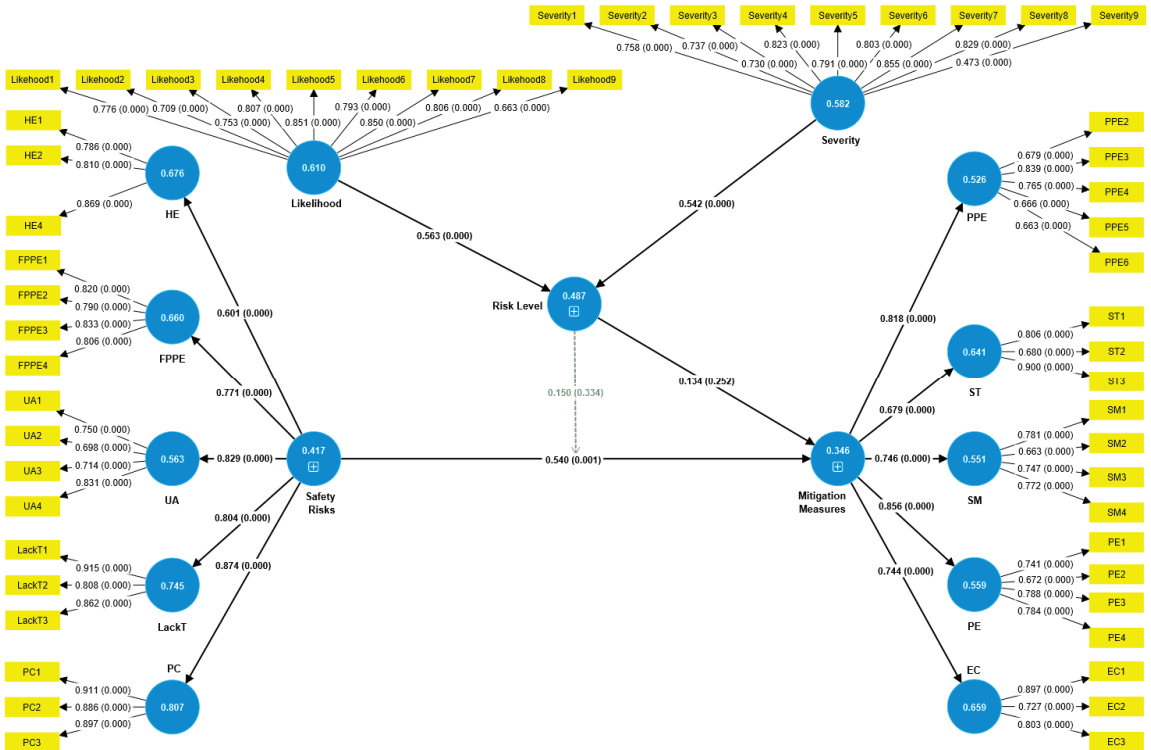 Severity1 Severity2 Severity3 Severity4 Severity5 Severity6 Severity7 Severity8 Severity9
0.758 (0.000) 0.737 (0.000) 0.730 (0.000) 0.823 (0.000) 0.791 (0.000) 0.803 (0.000) 0.855 (0.000) 0.829 (0.000) 0.473 (0.000)
0.582
Severity
Likehood1 Likehood2 Likehood3 Likehood4 Likehood5 Likehood6 Likehood7 Likehood8 Likehood9
0.776 (0.000) 0.709 (0.000) 0.753 (0.000) 0.807 (0.000) 0.851 (0.000) 0.793 (0.000) 0.850 (0.000) 0.806 (0.000) 0.663 (0.000)
0.610
Likelihood
HE1
HE2
HE4
0.786 (0.000)
0.810 (0.000)
0.869 (0.000)
0.676
HE
FPPE1
FPPE2
FPPE3
FPPE4
0.820 (0.000)
0.790 (0.000)
0.833 (0.000)
0.806 (0.000)
0.660
FPPE
UA1
UA2
UA3
UA4
0.750 (0.000)
0.698 (0.000)
0.714 (0.000)
0.831 (0.000)
0.563
UA
LackT1
LackT2
LackT3
0.915 (0.000)
0.808 (0.000)
0.862 (0.000)
0.745
LackT
PC1
PC2
PC3
0.911 (0.000)
0.886 (0.000)
0.897 (0.000)
PC
0.807
0.601 (0.000)
0.771 (0.000)
0.829 (0.000)
0.804 (0.000)
0.874 (0.000)
0.417
Safety
Risks
0.563 (0.000)
0.542 (0.000)
Risk Level
0.487
0.150 (0.334)
0.134 (0.252)
0.540 (0.001)
0.346
Mitigation
Measures
0.818 (0.000)
0.679 (0.000)
0.746 (0.000)
0.856 (0.000)
0.744 (0.000)
0.526
PPE
0.679 (0.000)
0.839 (0.000)
0.765 (0.000)
0.666 (0.000)
0.663 (0.000)
PPE2
PPE3
PPE4
PPE5
PPE6
0.641
ST
0.806 (0.000)
0.680 (0.000)
0.900 (0.000)
ST1
ST2
ST3
0.551
SM
0.781 (0.000)
0.663 (0.000)
0.747 (0.000)
0.772 (0.000)
SM1
SM2
SM3
SM4
0.559
PE
0.741 (0.000)
0.672 (0.000)
0.788 (0.000)
0.784 (0.000)
PE1
PE2
PE3
PE4
EC
0.659
0.897 (0.000)
0.727 (0.000)
0.803 (0.000)
EC1
EC2
EC3